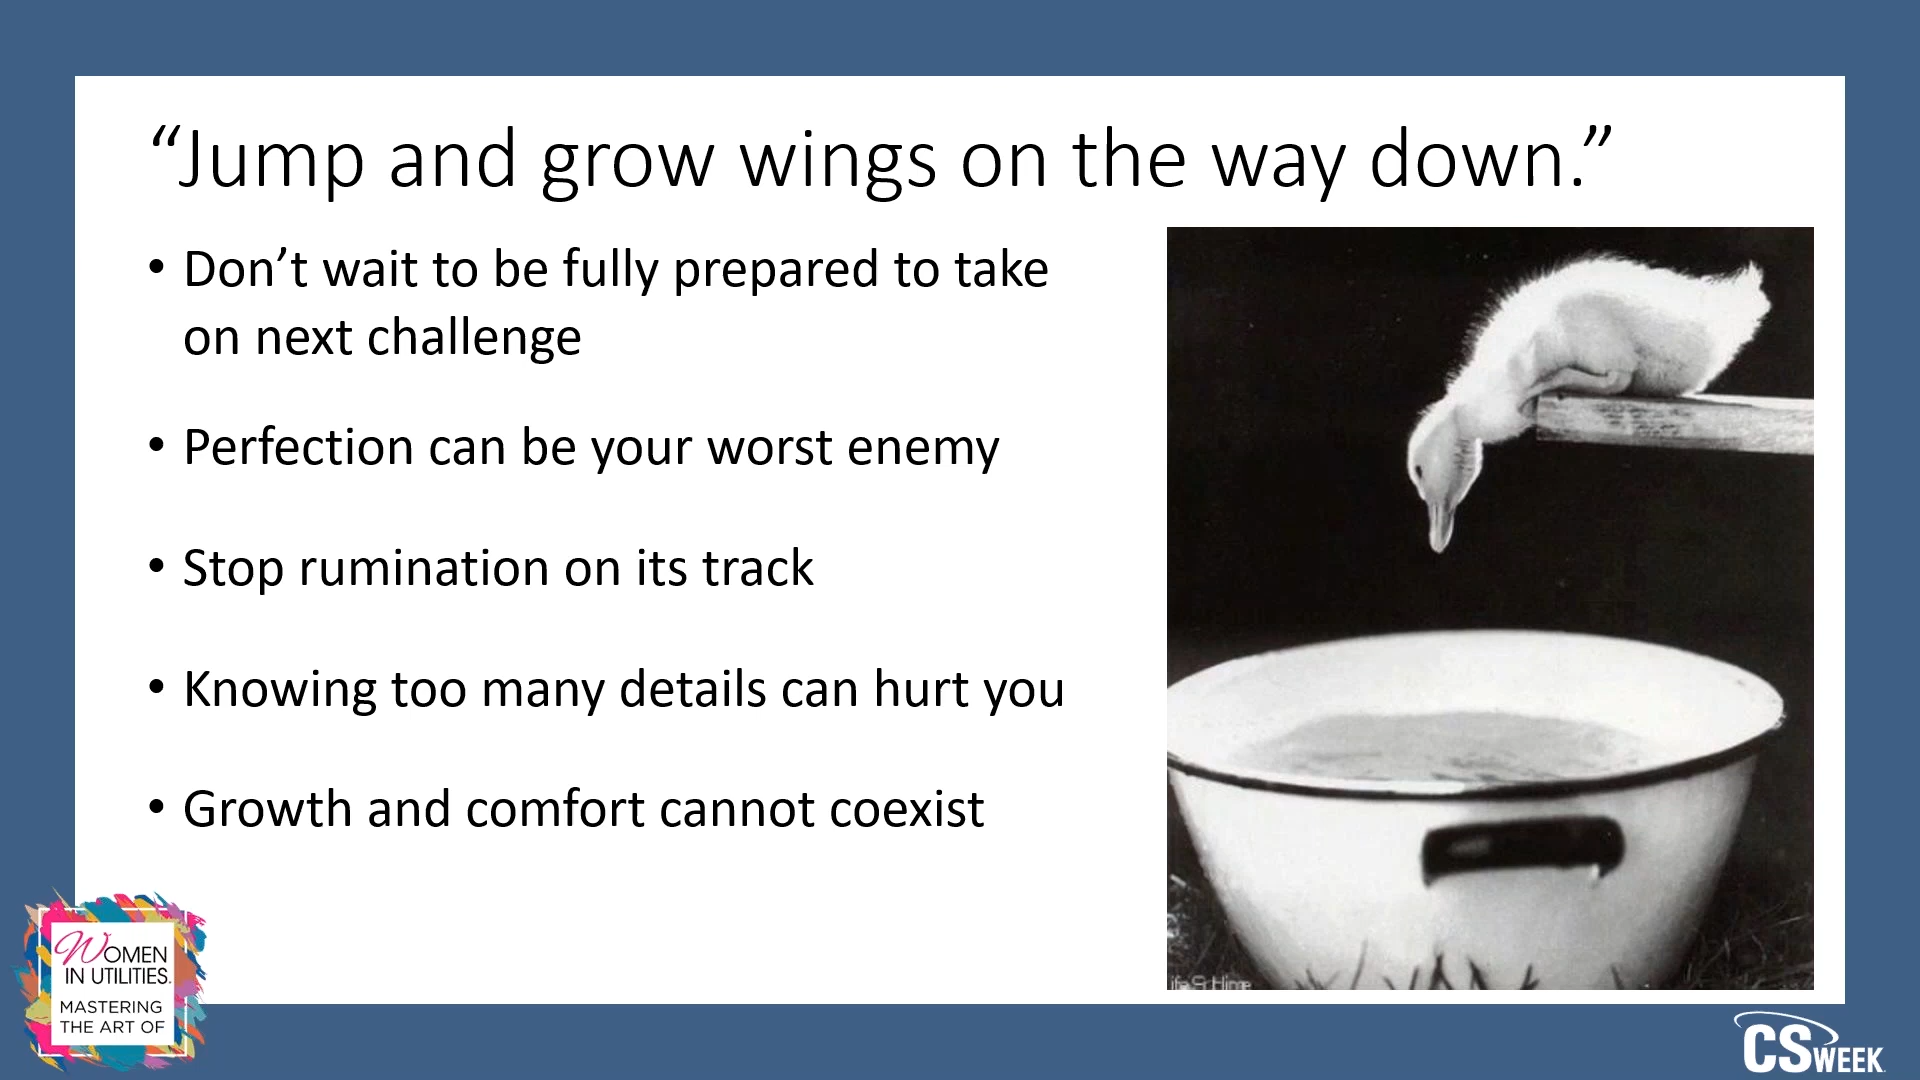 “Jump and grow wings on the way down.”
• Don’t wait to be fully prepared to take
on next challenge
• Perfection can be your worst enemy
• Stop rumination on its track
• Knowing too many details can hurt you
• Growth and comfort cannot coexist
WOMEN
IN UTILITIES.
MASTERING
THE ART OF
CSWEEK